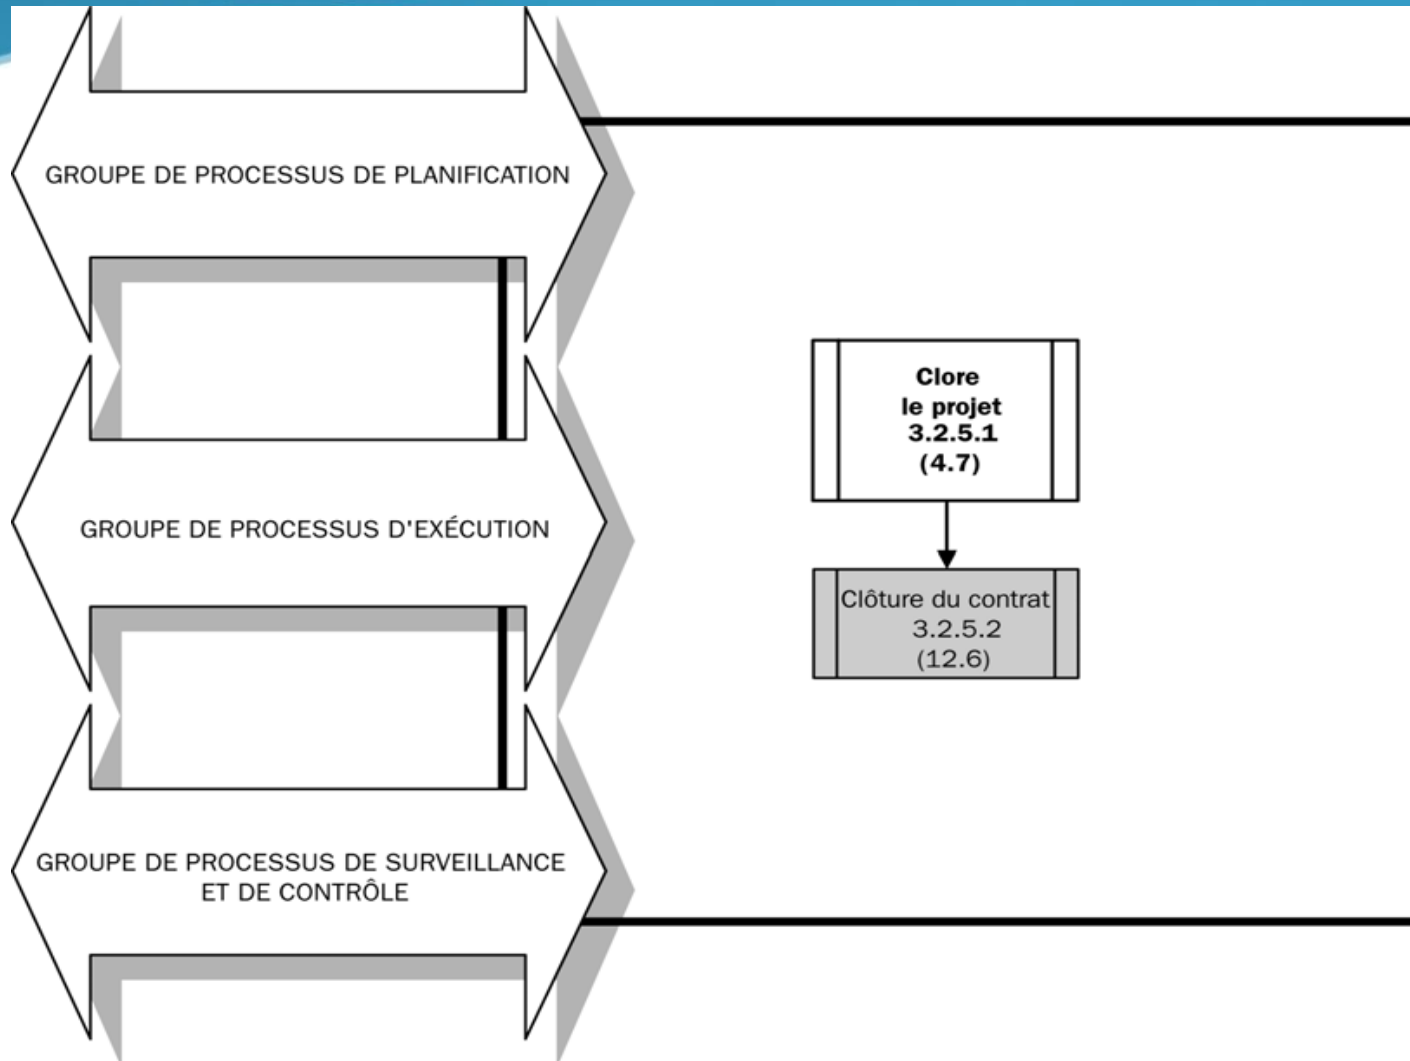 GROUPE DE PROCESSUS DE PLANIFICATION
Clore
le projet
3.2.5.1
(4.7)
GROUPE DE PROCESSUS D'EXÉCUTION
Clôture du contrat
3.2.5.2
(12.6)
GROUPE DE PROCESSUS DE SURVEILLANCE
ET DE CONTRÔLE